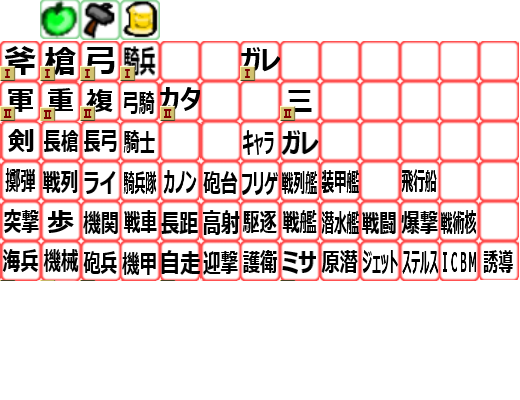 斧 槍 弓 騎兵 ガレ
I I I I I
軍 重 複 弓騎 カタ 三
II II II II II
剣 長槍 長弓 騎士 キャラ ガレ
擲弾 戦列 ライ 騎兵隊 カノン 砲台 フリゲ 戦列艦 装甲艦 飛行船
突撃 歩 機関 戦車 長距 高射 駆逐 戦艦 潜水艦 戦闘 爆撃 戦術核
海兵 機械 砲兵 機甲 自走 迎撃 護衛 ミサ 原潜 ジェット ステルス ICBM 誘導